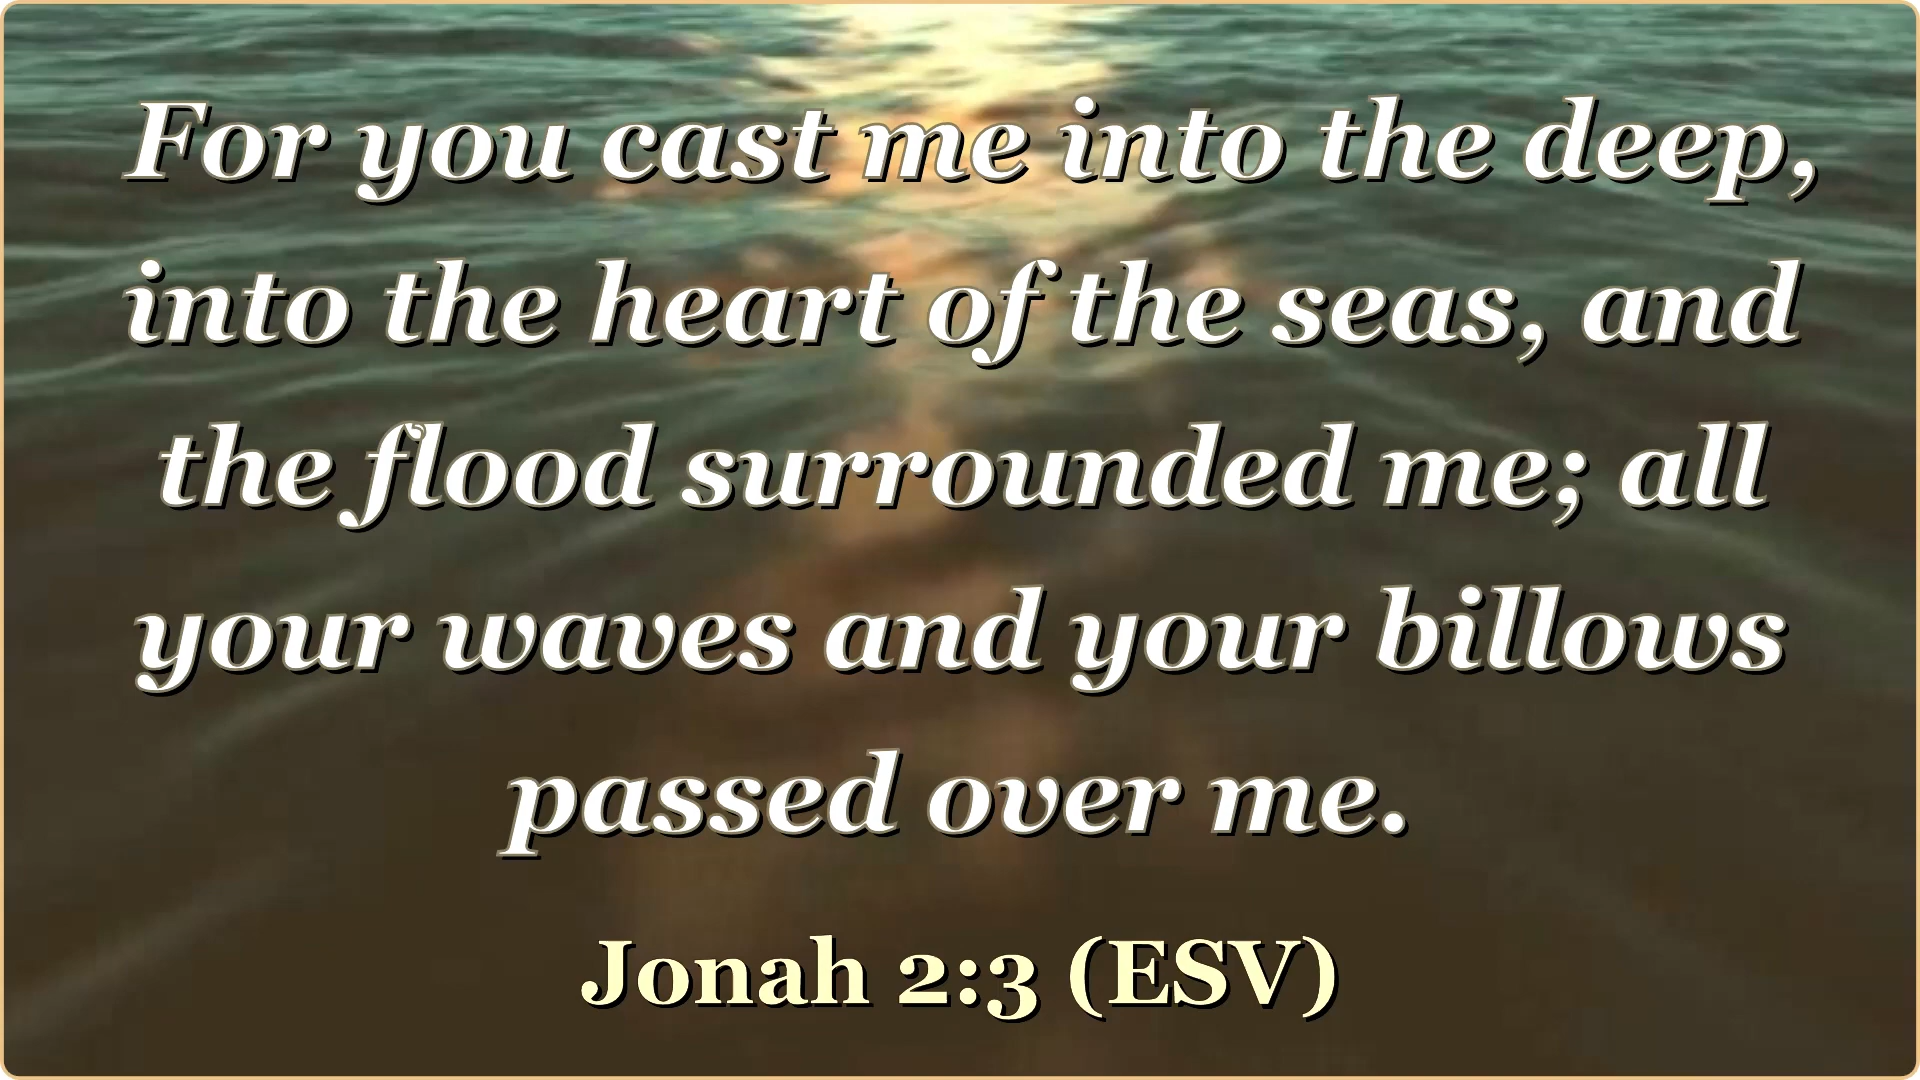 For you cast me into the deep,
into the heart of the seas, and
the flood surrounded me; all
your waves and your billows
passed over me.
Jonah 2:3 (ESV)